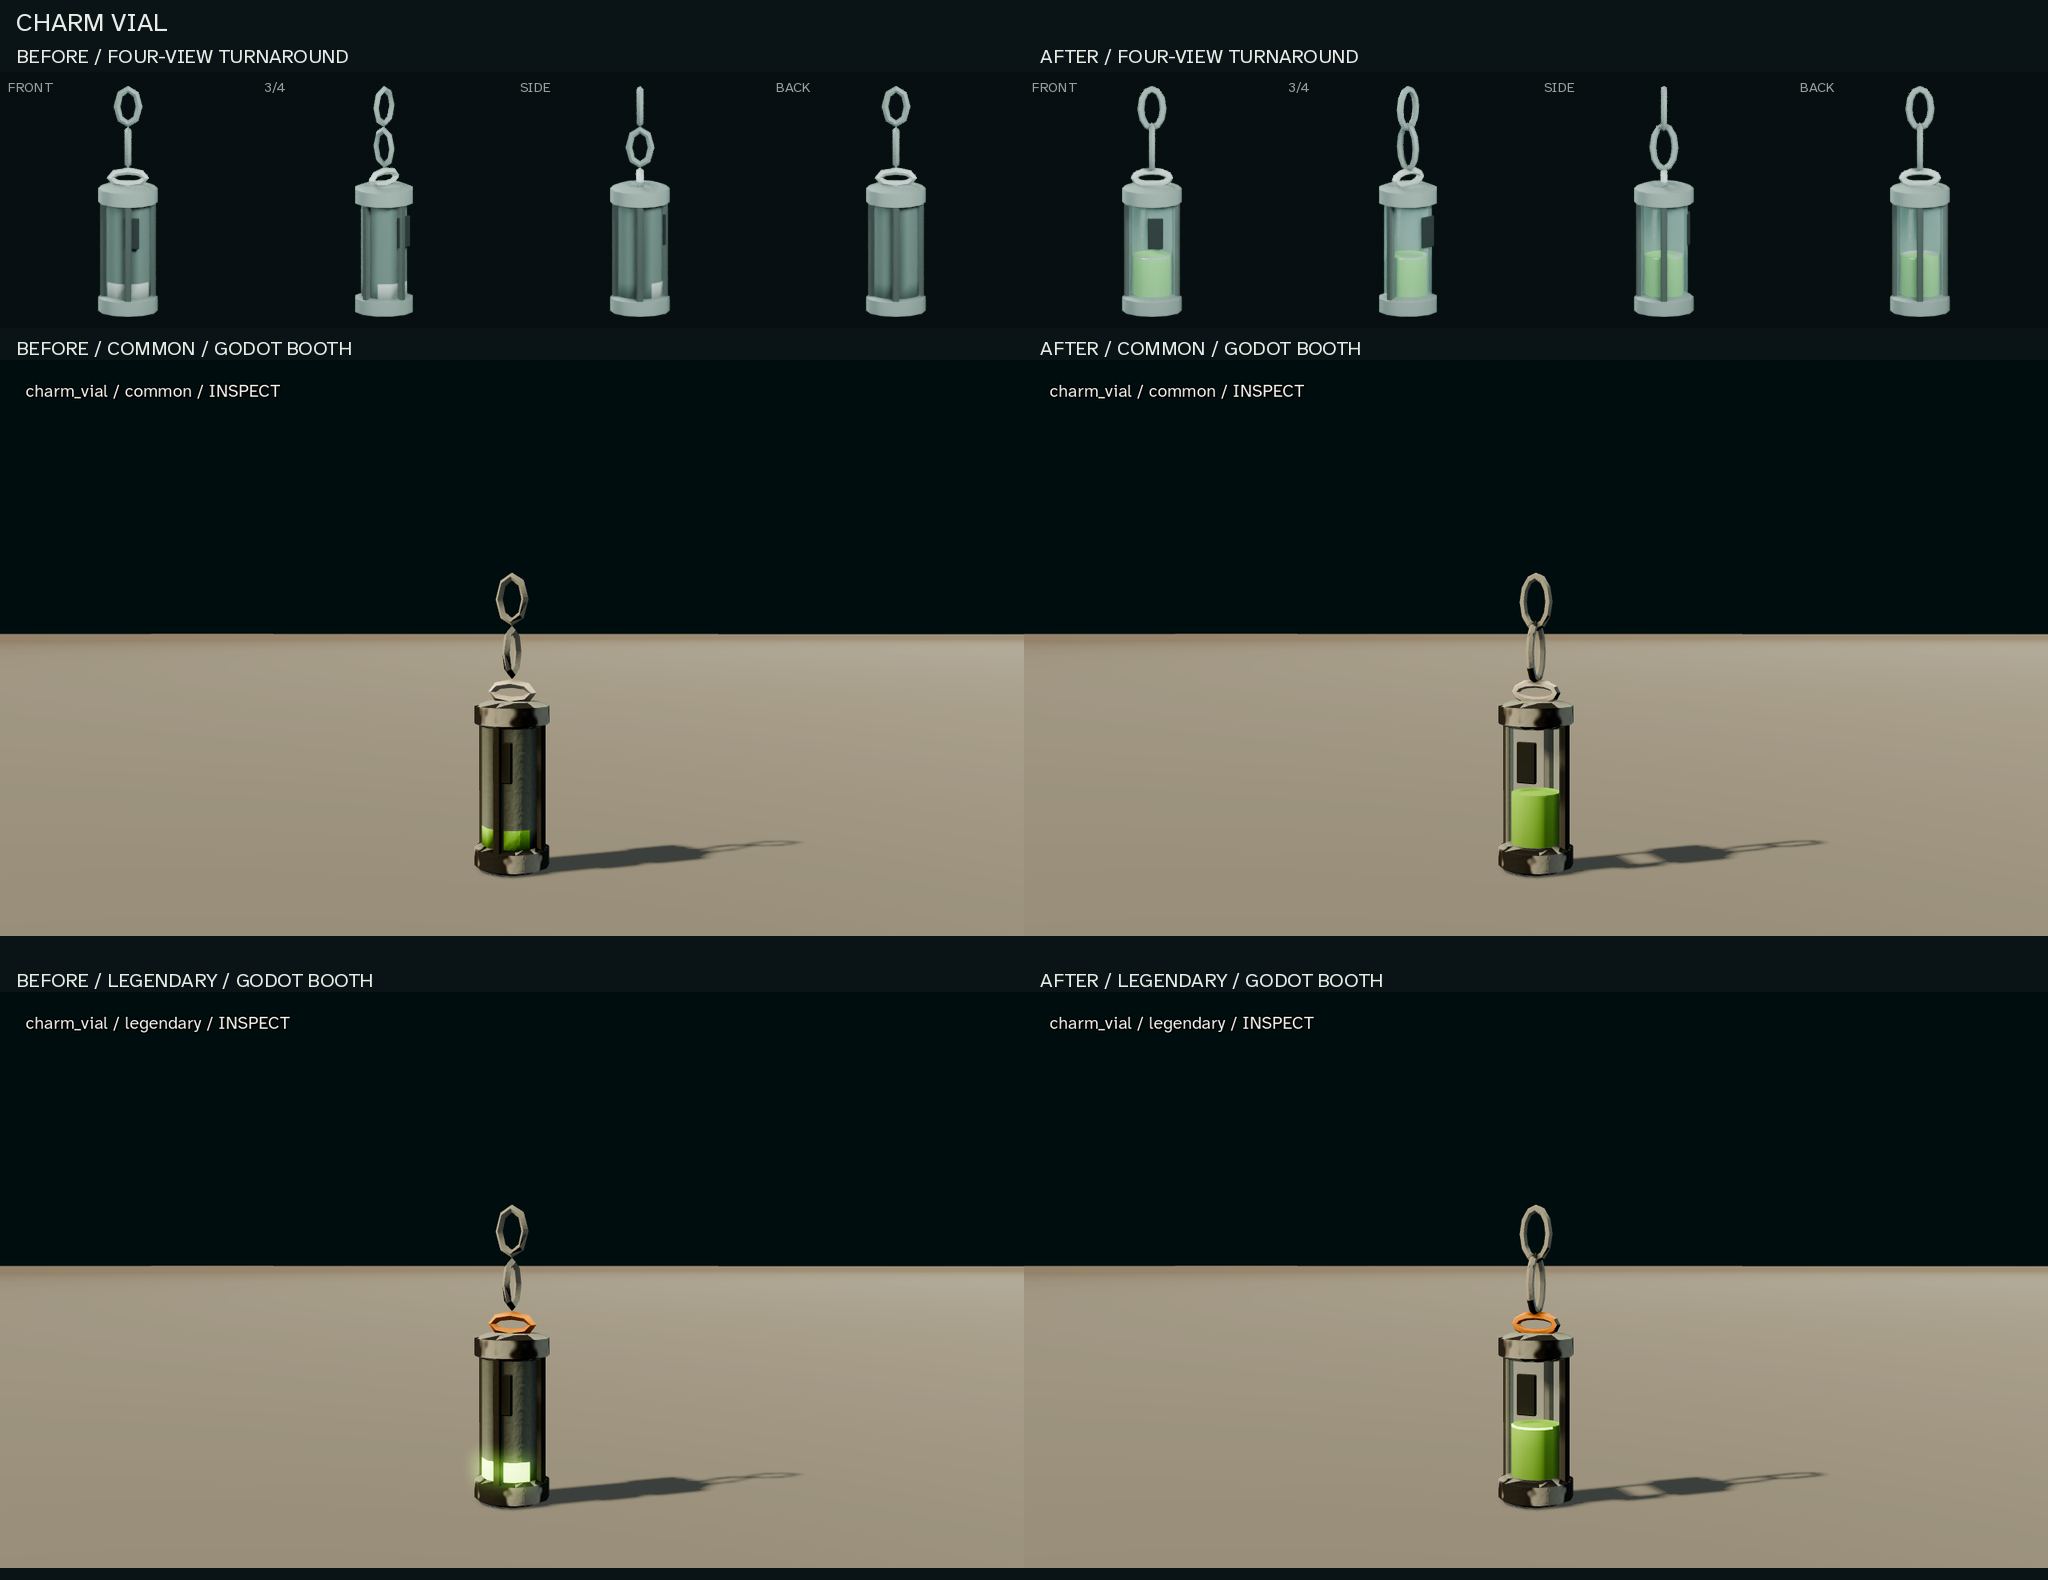 CHARM VIAL
BEFORE / FOUR-VIEW TURNAROUND
AFTER / FOUR-VIEW TURNAROUND
FRONT
3/4
SIDE
BACK
FRONT
3/4
SIDE
BACK
BEFORE / COMMON / GODOT BOOTH
AFTER / COMMON / GODOT BOOTH
charm_vial / common / INSPECT
charm_vial / common / INSPECT
BEFORE / LEGENDARY / GODOT BOOTH
AFTER / LEGENDARY / GODOT BOOTH
charm_vial / legendary / INSPECT
charm_vial / legendary / INSPECT